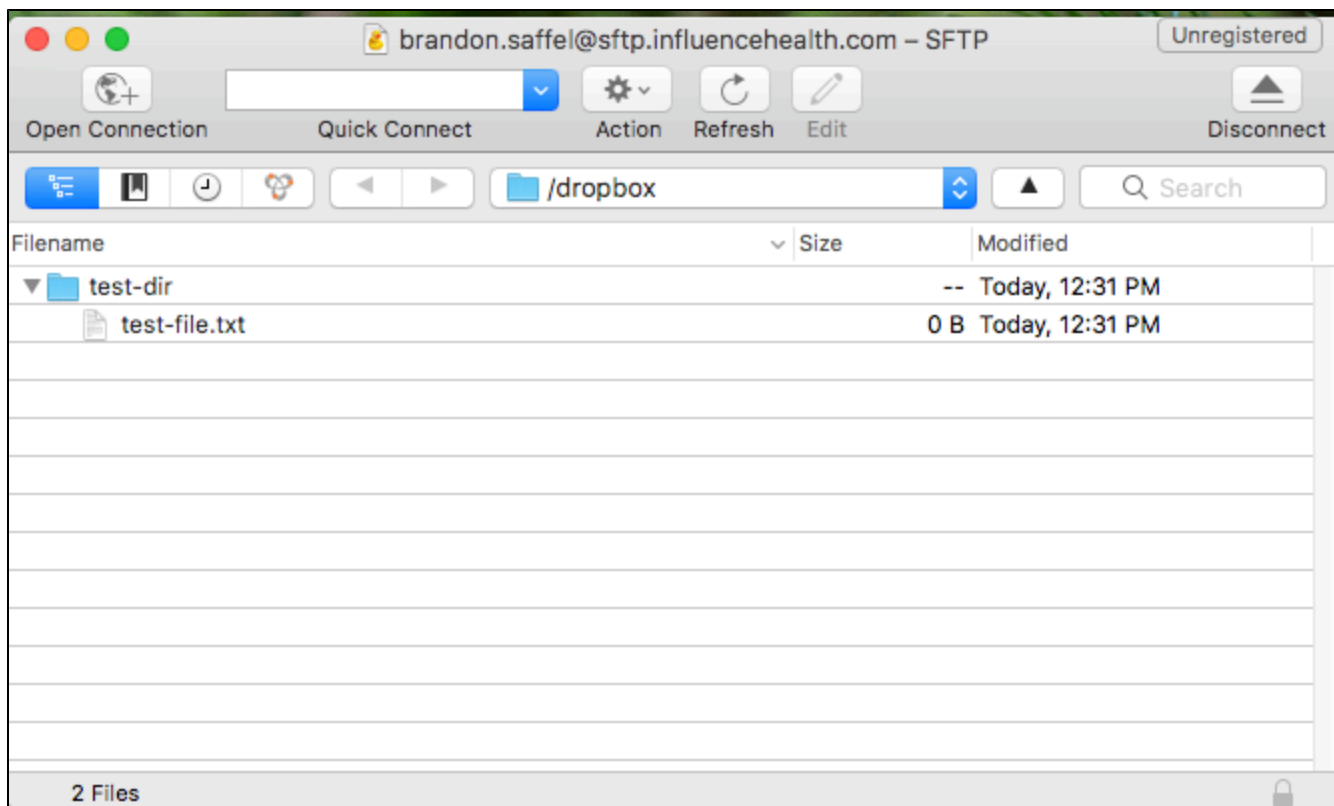 brandon.saffel@sftp.influencehealth.com – SFTP Unregistered
Open Connection Quick Connect Action Refresh Edit Disconnect
/dropbox Search
Filename Size Modified
test-dir -- Today, 12:31 PM
test-file.txt 0 B Today, 12:31 PM
2 Files